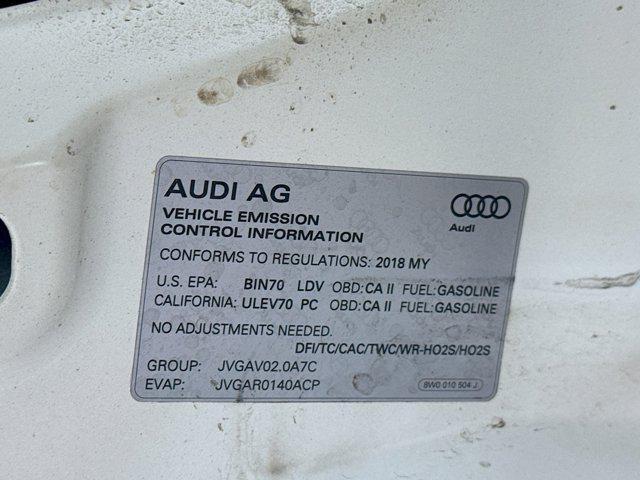 AUDI AG
Audi
VEHICLE EMISSION
CONTROL INFORMATION
CONFORMS TO REGULATIONS: 2018 MY
U.S. EPA: BIN70 LDV OBD: CA II FUEL: GASOLINE
CALIFORNIA: ULEV70 PC OBD: CA II FUEL: GASOLINE
NO ADJUSTMENTS NEEDED.
DFI/TC/CAC/TWC/WR-HO2S/HO2S
GROUP: JVGAV02.0A7C
EVAP: JVGAR0140ACP
8W0 010 504 J